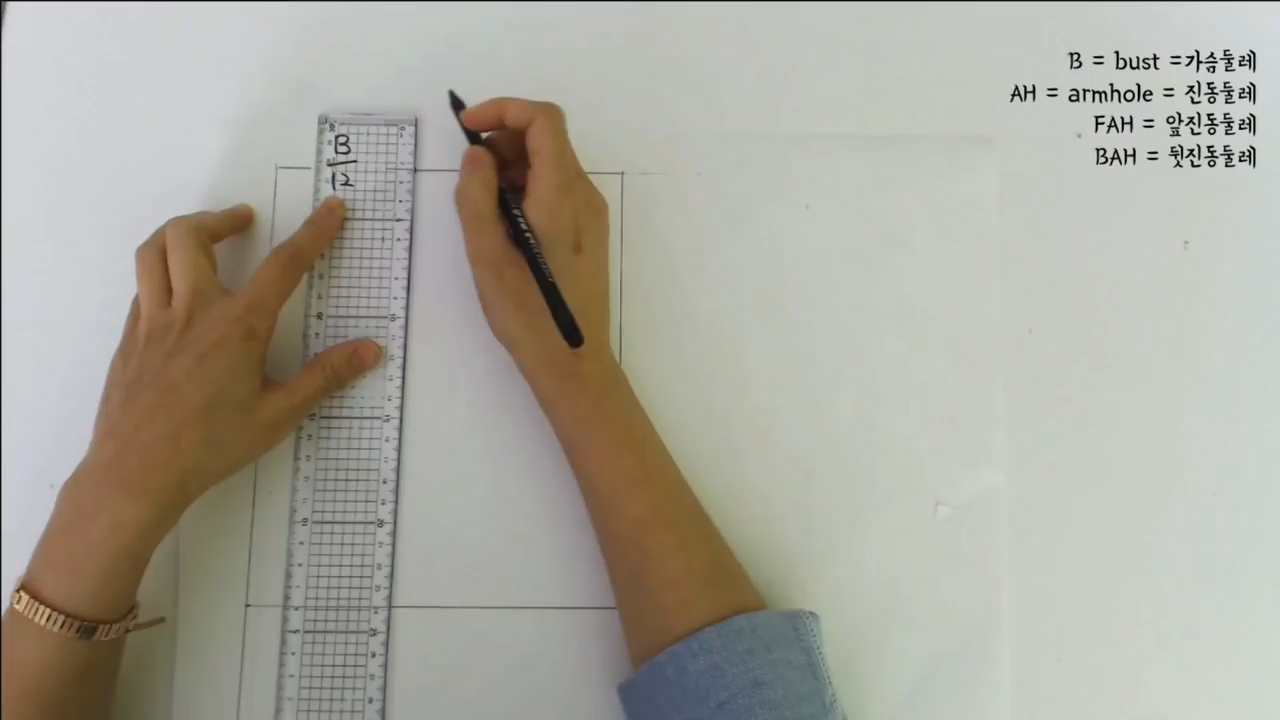 B = bust =가슴둘레
AH = armhole = 진동둘레
FAH = 앞진동둘레
BAH = 뒷진동둘레
B
12